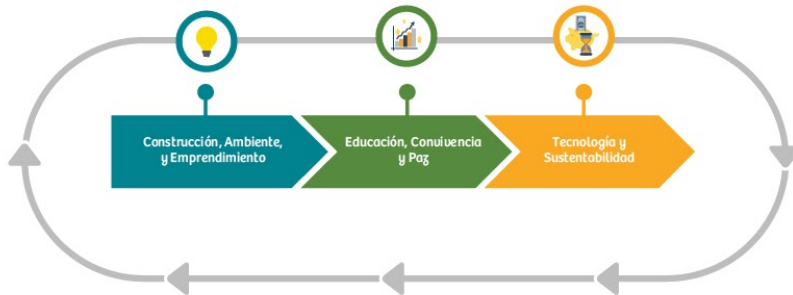 Construcción, Ambiente,
y Emprendimiento
Educación, Convivencia
y Paz
Tecnología y
Sustentabilidad